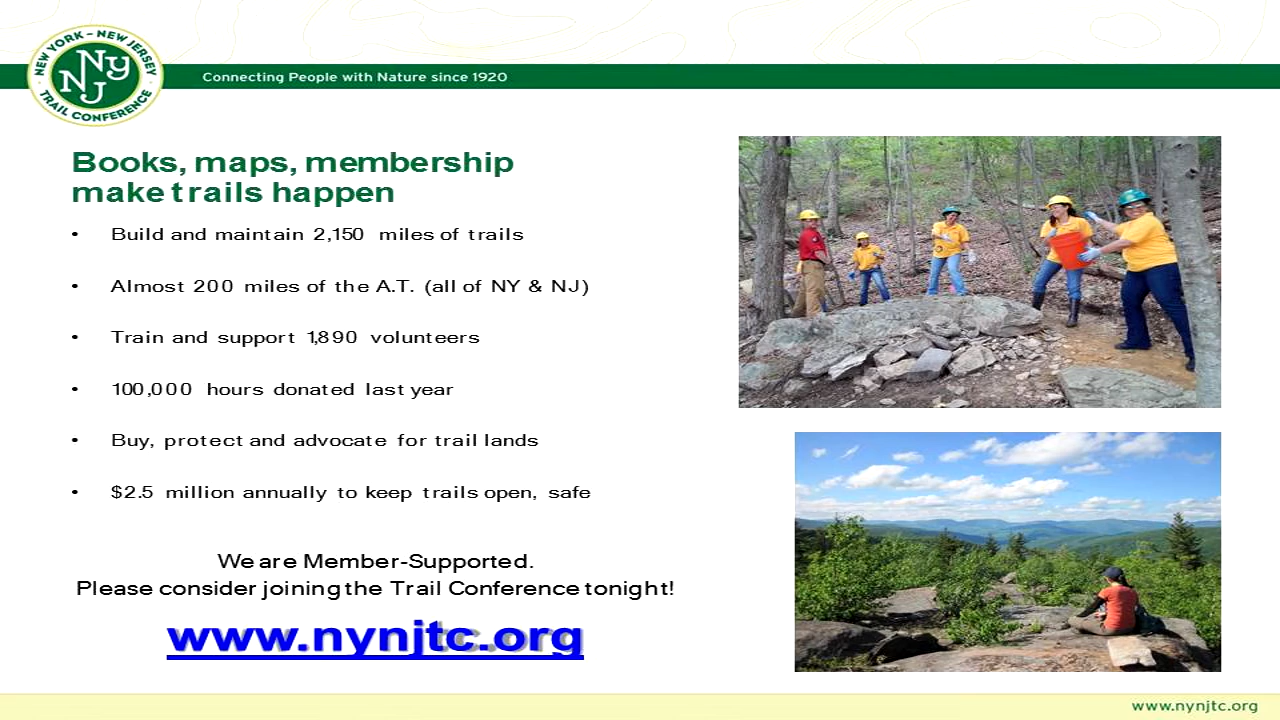 NEW YORK - NEW JERSEY
NY
NJ
TRAIL CONFERENCE
Connecting People with Nature since 1920
Books, maps, membership
make trails happen
• Build and maintain 2,150 miles of trails
• Almost 200 miles of the A.T. (all of NY & NJ)
• Train and support 1,890 volunteers
• 100,000 hours donated last year
• Buy, protect and advocate for trail lands
• $2.5 million annually to keep trails open, safe
We are Member-Supported.
Please consider joining the Trail Conference tonight!
www.nynjtc.org
www.nynjtc.org